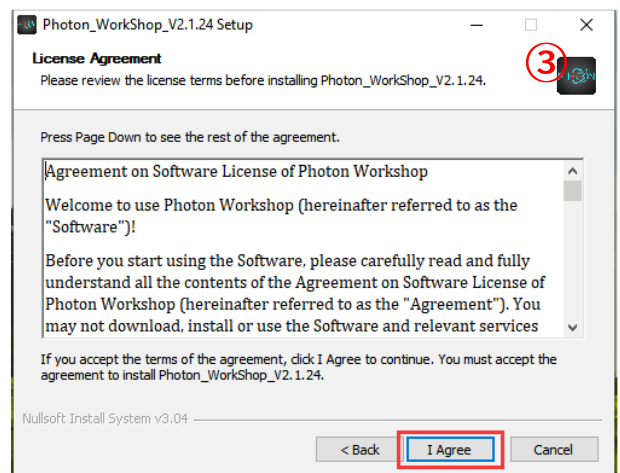 Photon_WorkShop_V2.1.24 Setup
License Agreement
Please review the license terms before installing Photon_WorkShop_V2.1.24.
③
Press Page Down to see the rest of the agreement.
Agreement on Software License of Photon Workshop
Welcome to use Photon Workshop (hereinafter referred to as the
"Software")!
Before you start using the Software, please carefully read and fully
understand all the contents of the Agreement on Software License of
Photon Workshop (hereinafter referred to as the "Agreement"). You
may not download, install or use the Software and relevant services
If you accept the terms of the agreement, click I Agree to continue. You must accept the
agreement to install Photon_WorkShop_V2.1.24.
Nullsoft Install System v3.04
< Back
I Agree
Cancel